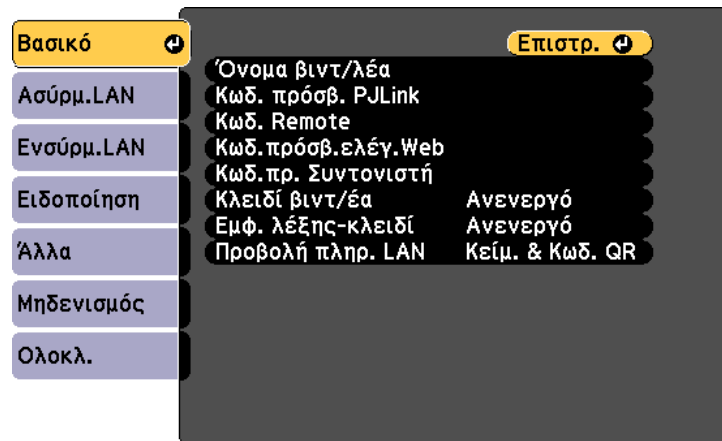 Βασικό
Ασύρμ.LAN
Ενσύρμ.LAN
Ειδοποίηση
Άλλα
Μηδενισμός
Ολοκλ.
Επιστρ.
Όνομα βιντ/λέα
Κωδ. πρόσβ. PJLink
Κωδ. Remote
Κωδ.πρόσβ.ελέγ.Web
Κωδ.πρ. Συντονιστή
Κλειδί βιντ/έα Ανενεργό
Εμφ. λέξης-κλειδί Ανενεργό
Προβολή πληρ. LAN Κείμ. & Κωδ. QR